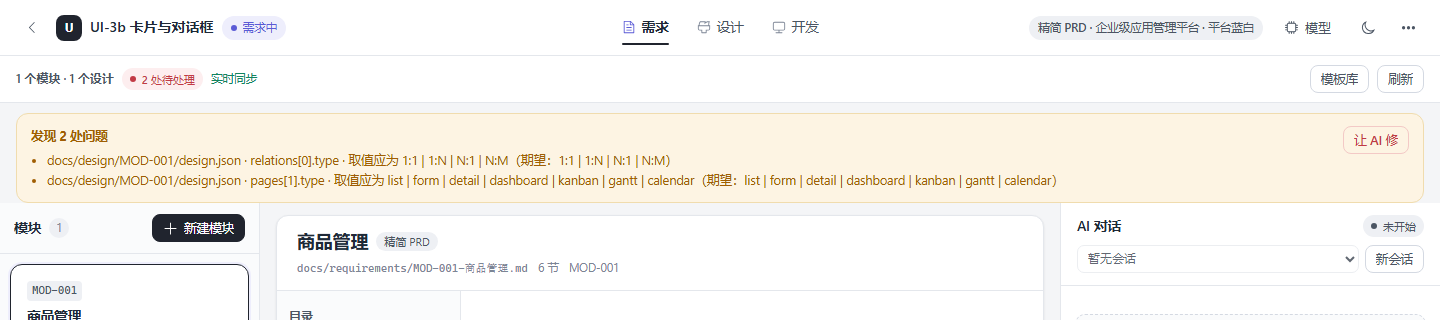 U UI-3b 卡片与对话框 需求中 需求 设计 开发 精简 PRD · 企业级应用管理平台 · 平台蓝白 模型
1 个模块 · 1 个设计 2 处待处理 实时同步 模板库 刷新
发现 2 处问题 让 AI 修
docs/design/MOD-001/design.json · relations[0].type · 取值应为 1:1 | 1:N | N:1 | N:M（期望：1:1 | 1:N | N:1 | N:M）
docs/design/MOD-001/design.json · pages[1].type · 取值应为 list | form | detail | dashboard | kanban | gantt | calendar（期望：list | form | detail | dashboard | kanban | gantt | calendar）
模块 1 新建模块
MOD-001
商品管理
商品管理 精简 PRD
docs/requirements/MOD-001-商品管理.md 6 节 MOD-001
目录
AI 对话 未开始
暂无会话 新会话